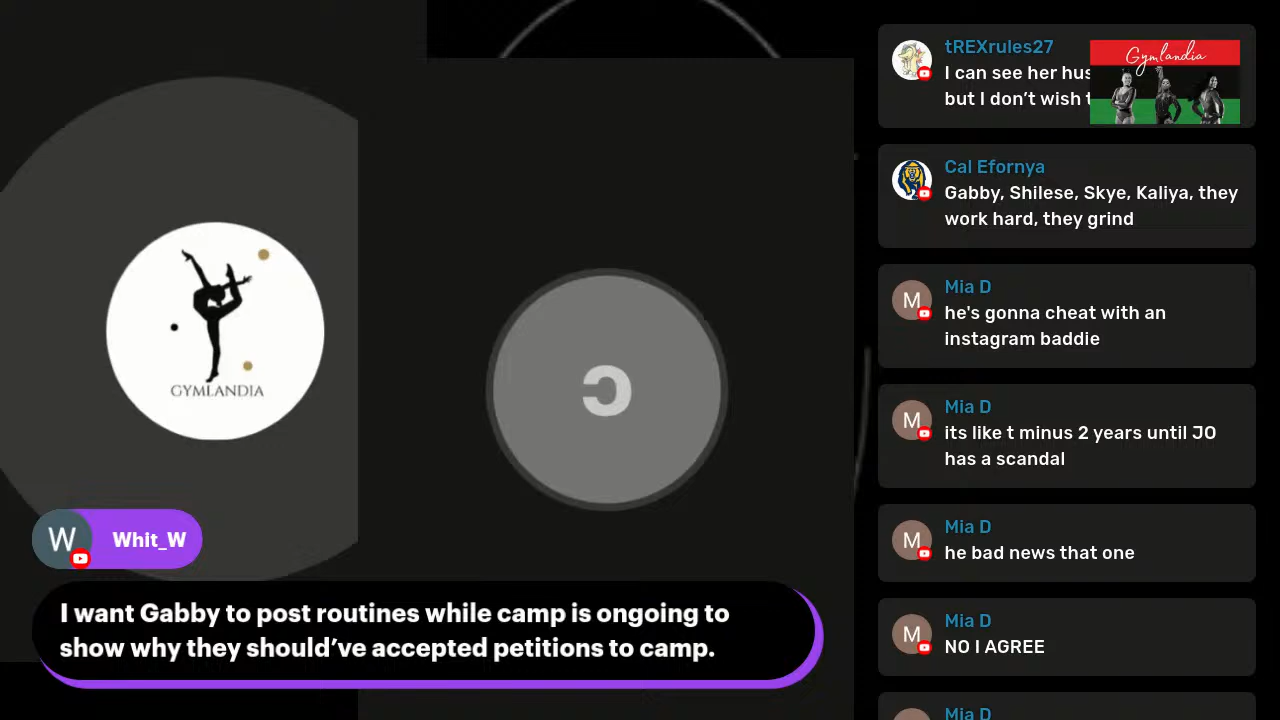 GYMLANDIA
C
W
Whit_W
I want Gabby to post routines while camp is ongoing to
show why they should’ve accepted petitions to camp.
tREXrules27
I can see her hus
but I don’t wish
Gymlandia
Cal Efornya
Gabby, Shilese, Skye, Kaliya, they
work hard, they grind
M
Mia D
he's gonna cheat with an
instagram baddie
M
Mia D
its like t minus 2 years until JO
has a scandal
M
Mia D
he bad news that one
M
Mia D
NO I AGREE
Mia D